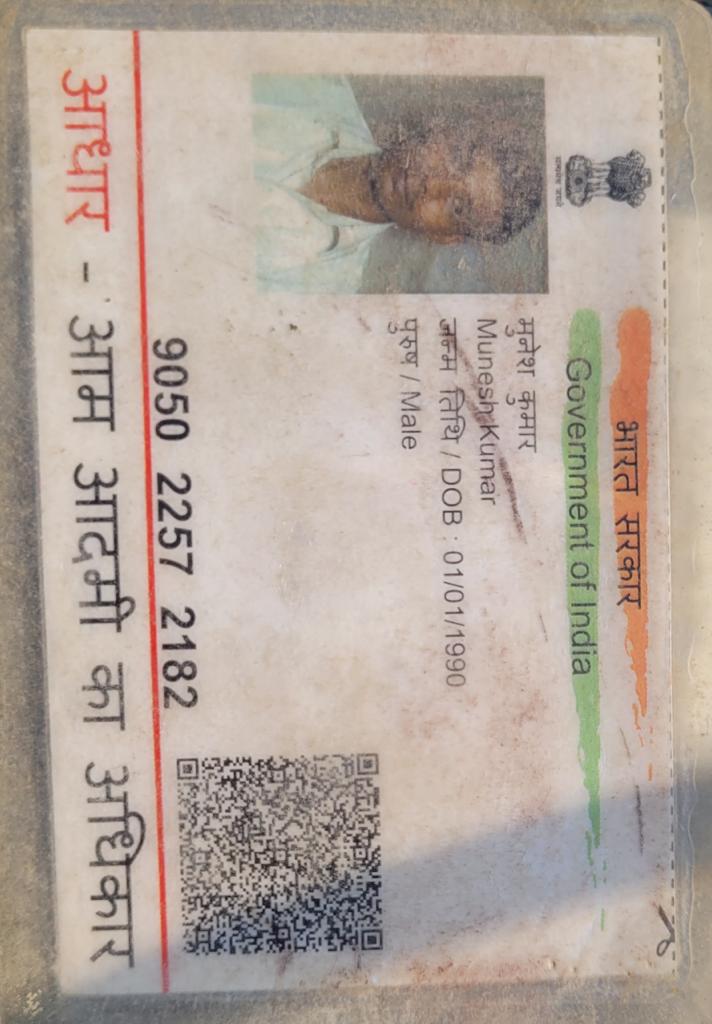 भारत सरकार
Government of India
मुनेश कुमार
Munesh Kumar
जन्म तिथि / DOB : 01/01/1990
पुरुष / Male
9050 2257 2182
आधार - आम आदमी का अधिकार